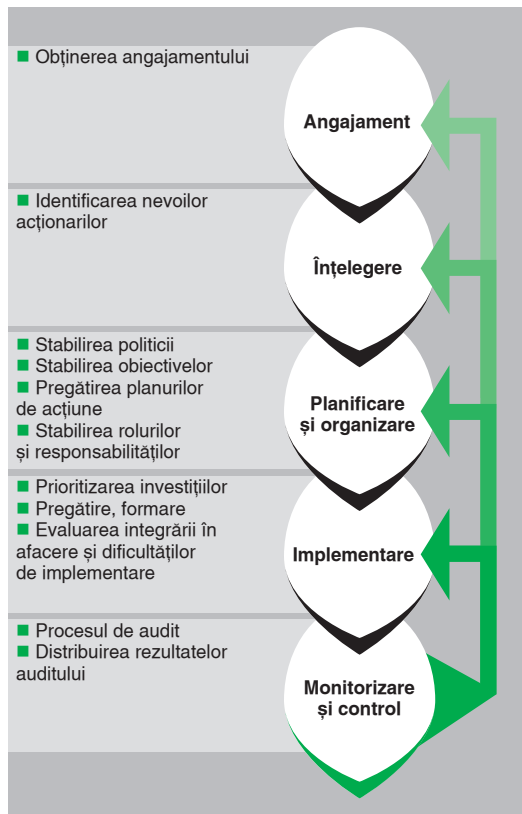 ■ Obținerea angajamentului
Angajament
■ Identificarea nevoilor
acționarilor
Înțelegere
■ Stabilirea politicii
■ Stabilirea obiectivelor
■ Pregătirea planurilor
de acțiune
■ Stabilirea rolurilor
și responsabilităților
Planificare
și organizare
■ Prioritizarea investițiilor
■ Pregătire, formare
■ Evaluarea integrării în
afacere și dificultăților
de implementare
Implementare
■ Procesul de audit
■ Distribuirea rezultatelor
auditului
Monitorizare
și control